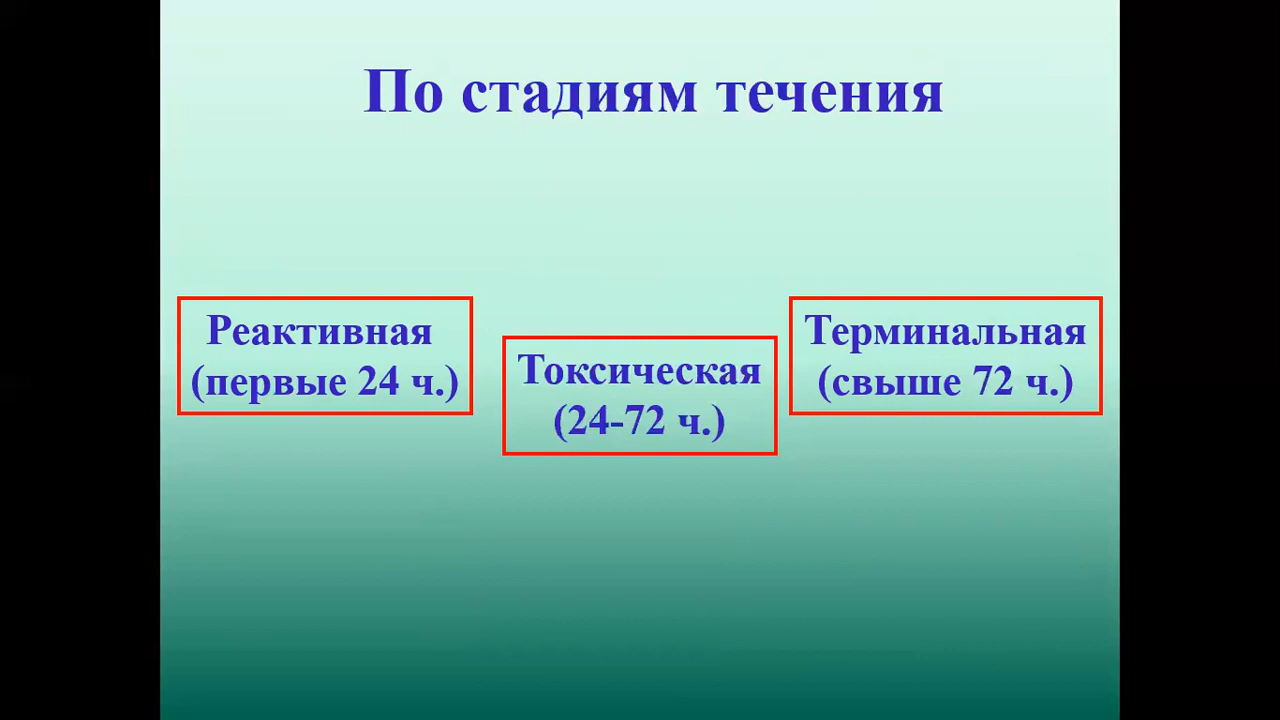 По стадиям течения
Реактивная
(первые 24 ч.)
Токсическая
(24-72 ч.)
Терминальная
(свыше 72 ч.)